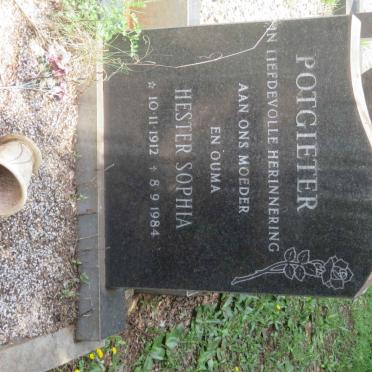 POTGIETER
IN LIEFDEVOLLE HERINNERING
AAN ONS MOEDER
EN OUMA
HESTER SOPHIA
☆ 10·11·1912 † 8·9·1984